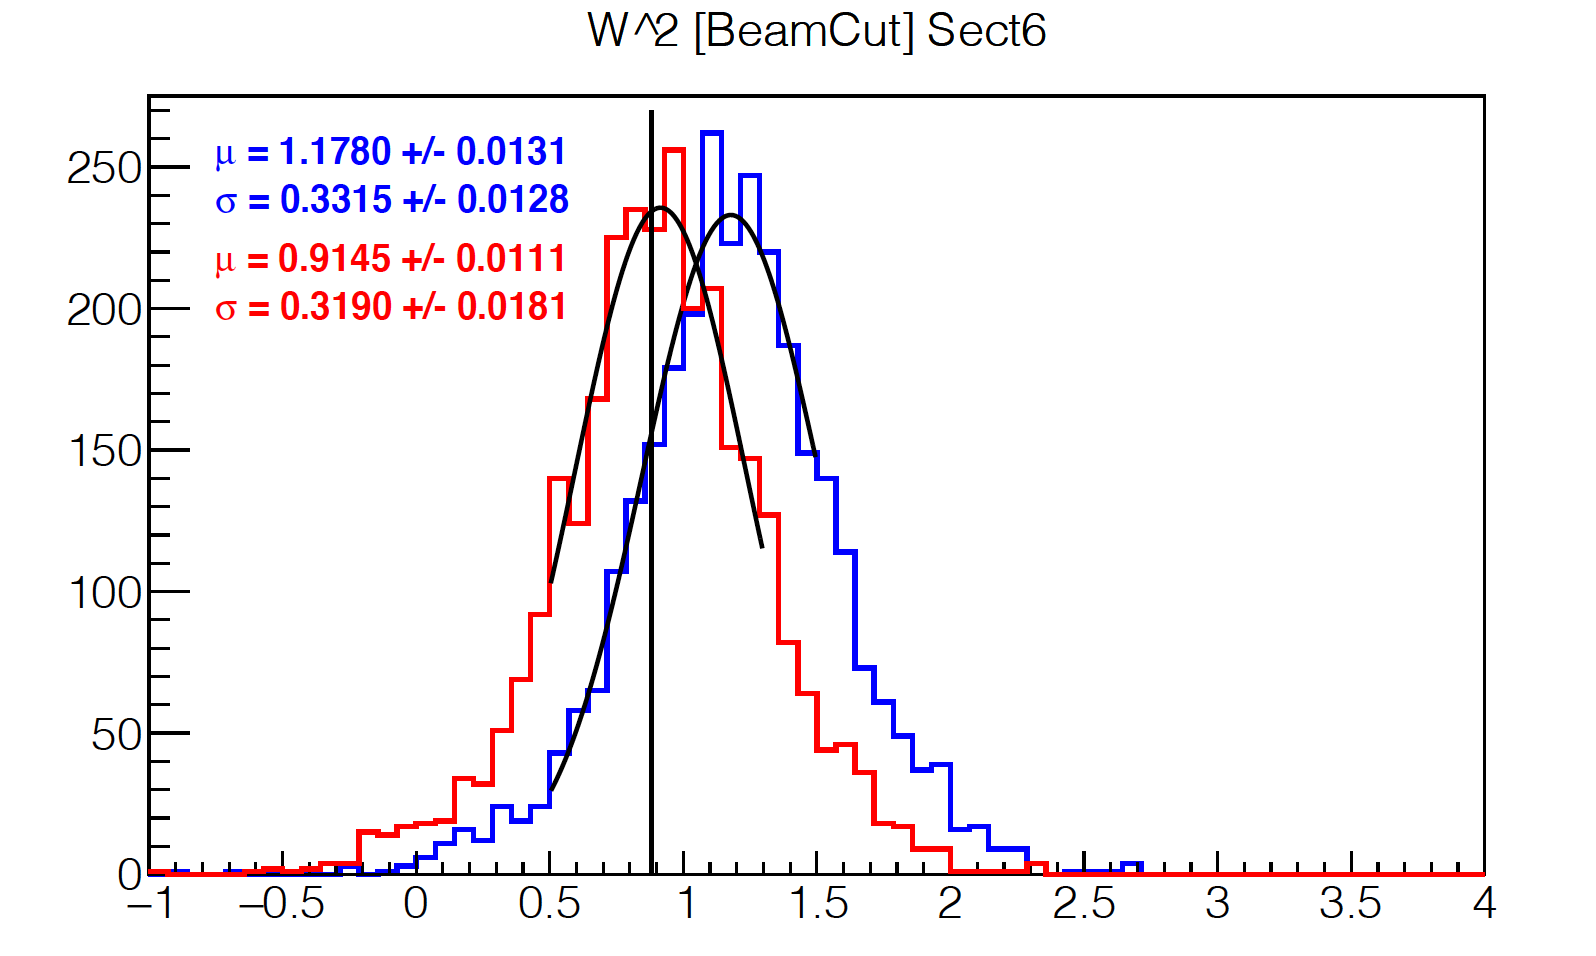 W^2 [BeamCut] Sect6
μ = 1.1780 +/- 0.0131
σ = 0.3315 +/- 0.0128
μ = 0.9145 +/- 0.0111
σ = 0.3190 +/- 0.0181
250
200
150
100
50
0
−1 −0.5 0 0.5 1 1.5 2 2.5 3 3.5 4